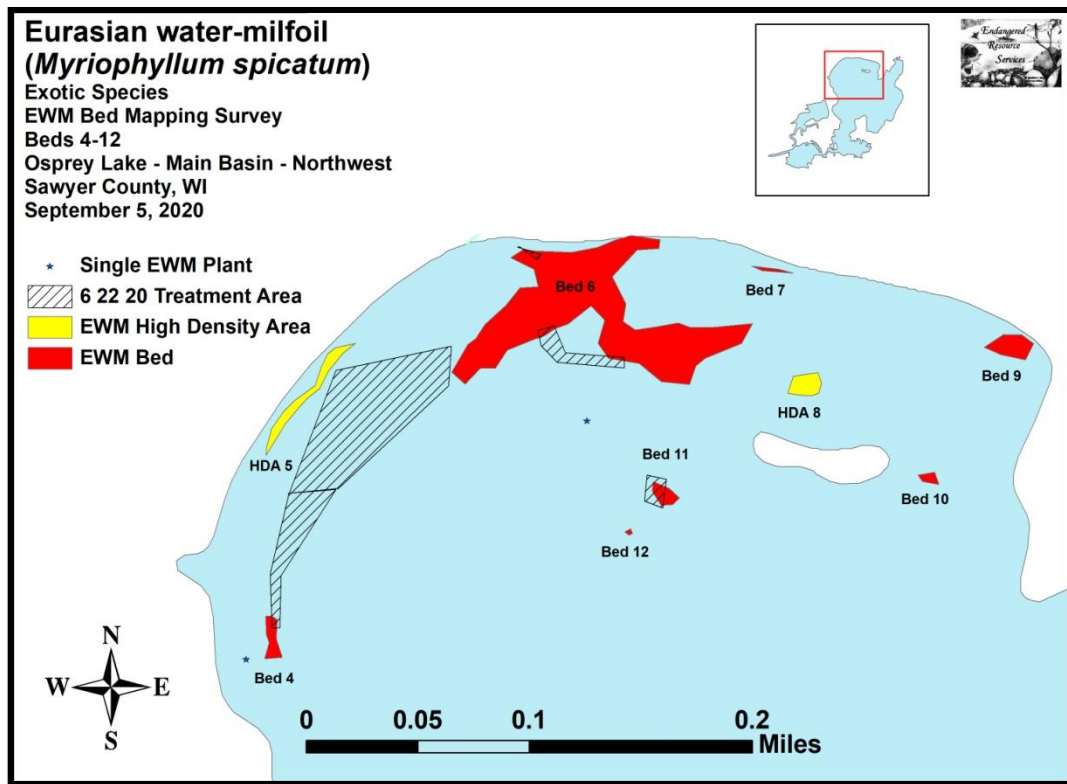 Eurasian water-milfoil
(Myriophyllum spicatum)
Exotic Species
EWM Bed Mapping Survey
Beds 4-12
Osprey Lake - Main Basin - Northwest
Sawyer County, WI
September 5, 2020
Endangered
Resource
Services
Single EWM Plant
6 22 20 Treatment Area
EWM High Density Area
EWM Bed
Bed 6
Bed 7
Bed 9
HDA 8
HDA 5
Bed 11
Bed 10
Bed 12
Bed 4
N
W
E
S
0
0.05
0.1
0.2
Miles